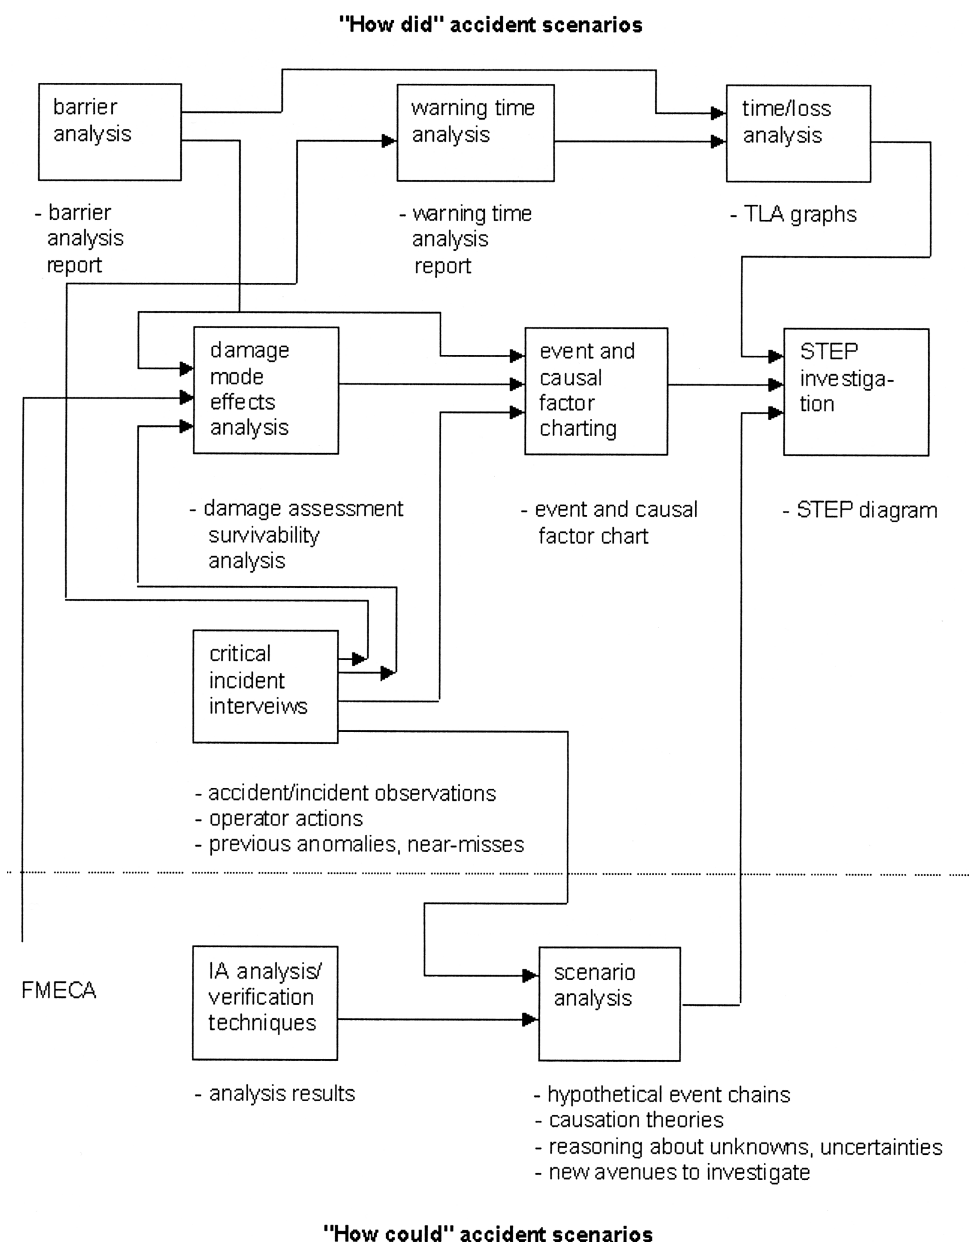 "How did" accident scenarios
barrier
analysis
warning time
analysis
time/loss
analysis
- barrier
analysis
report
- warning time
analysis
report
- TLA graphs
damage
mode
effects
analysis
event and
causal
factor
charting
STEP
investiga-
tion
- damage assessment
survivability
analysis
- event and causal
factor chart
- STEP diagram
critical
incident
interveiws
- accident/incident observations
- operator actions
- previous anomalies, near-misses
FMECA
IA analysis/
verification
techniques
scenario
analysis
- analysis results
- hypothetical event chains
- causation theories
- reasoning about unknowns, uncertainties
- new avenues to investigate
"How could" accident scenarios